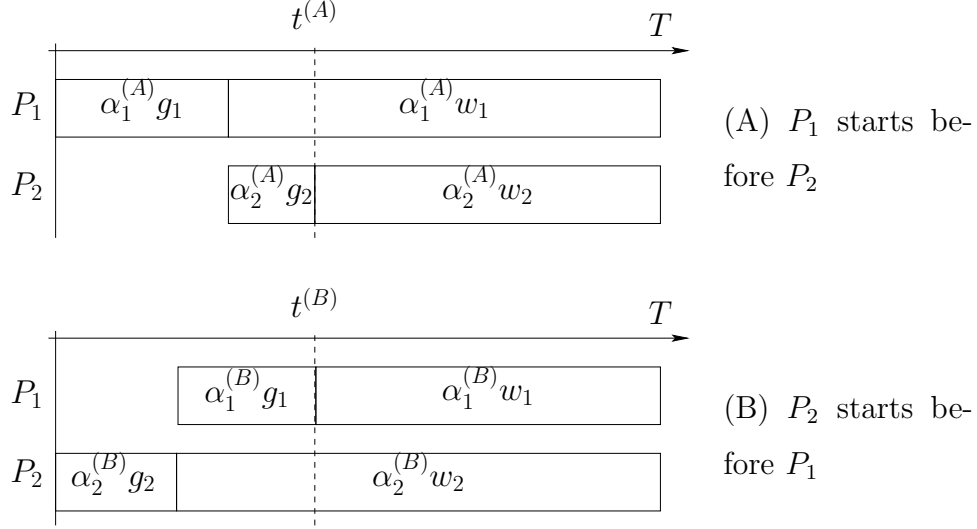 t^{(A)}
T
P_1 α_1^{(A)}g_1 α_1^{(A)}w_1
P_2 α_2^{(A)}g_2 α_2^{(A)}w_2
(A) P_1 starts be-
fore P_2
t^{(B)}
T
P_1 α_1^{(B)}g_1 α_1^{(B)}w_1
P_2 α_2^{(B)}g_2 α_2^{(B)}w_2
(B) P_2 starts be-
fore P_1